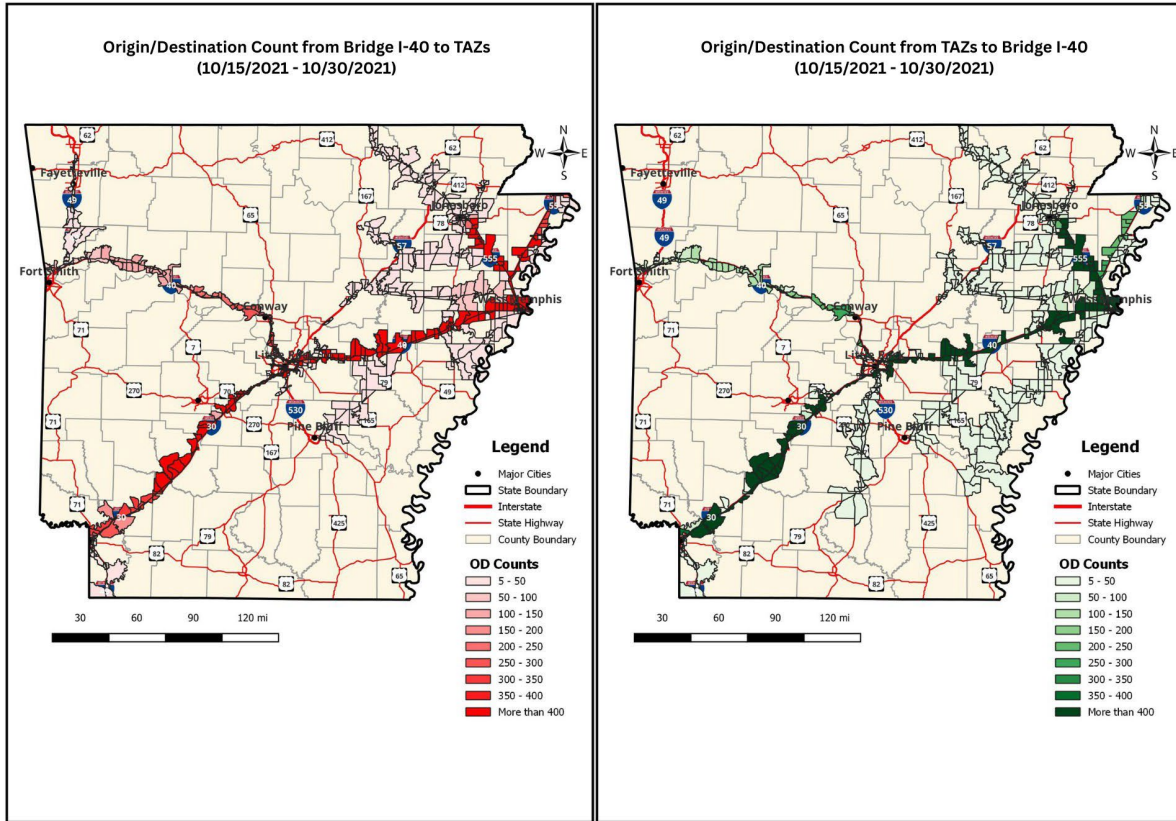 Origin/Destination Count from Bridge I-40 to TAZs
(10/15/2021 - 10/30/2021)
62
412
62
N
W E
S
Fayetteville
49
167
412
Jonesboro
55
65
78
57
555
Fort Smith
40
Conway
West Memphis
71
7
40
79
270
70
49
530
165
71
30
270
Pine Bluff
167
71
30
425
79
82
82
65
Legend
Major Cities
State Boundary
Interstate
State Highway
County Boundary
OD Counts
5 - 50
50 - 100
100 - 150
150 - 200
200 - 250
250 - 300
300 - 350
350 - 400
More than 400
30 60 90 120 mi
Origin/Destination Count from TAZs to Bridge I-40
(10/15/2021 - 10/30/2021)
62
412
62
N
W E
S
Fayetteville
49
167
412
Jonesboro
55
65
78
49
57
555
Fort Smith
40
Conway
West Memphis
71
7
40
79
270
70
49
530
165
71
30
Pine Bluff
71
30
425
79
82
82
65
Legend
Major Cities
State Boundary
Interstate
State Highway
County Boundary
OD Counts
5 - 50
50 - 100
100 - 150
150 - 200
200 - 250
250 - 300
300 - 350
350 - 400
More than 400
30 60 90 120 mi